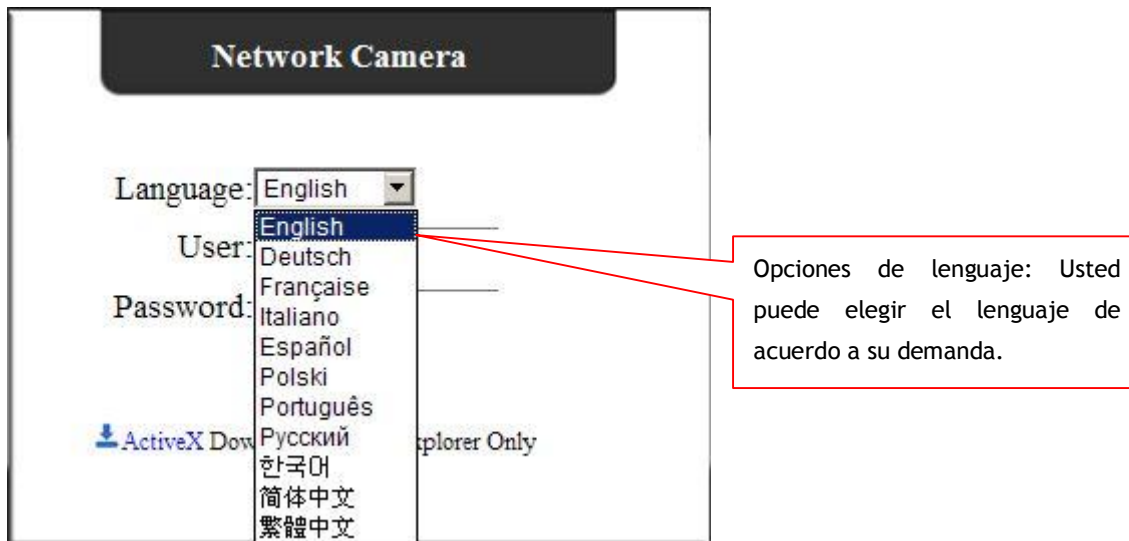 Network Camera
Language: English
English
User:
Deutsch
Française
Password:
Italiano
Español
Polski
Português
ActiveX Dow
Русский
xplorer Only
한국어
简体中文
繁體中文
Opciones de lenguaje: Usted
puede elegir el lenguaje de
acuerdo a su demanda.